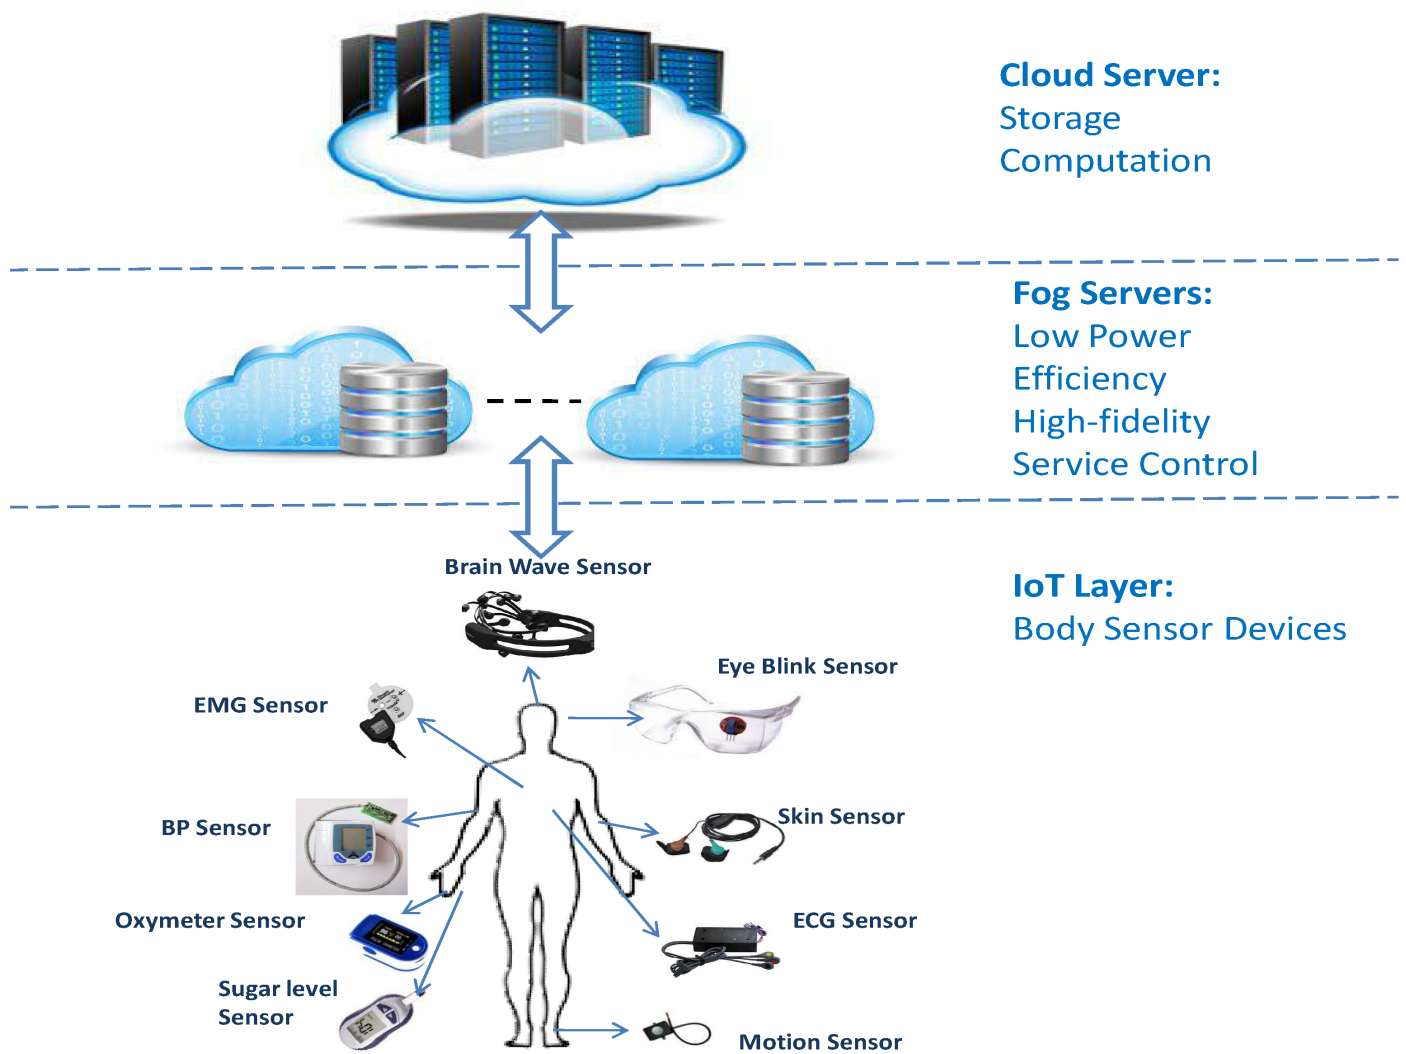 Cloud Server:
Storage
Computation
Fog Servers:
Low Power
Efficiency
High-fidelity
Service Control
IoT Layer:
Body Sensor Devices
Brain Wave Sensor
Eye Blink Sensor
EMG Sensor
BP Sensor
Skin Sensor
Oxymeter Sensor
ECG Sensor
Sugar level
Sensor
Motion Sensor